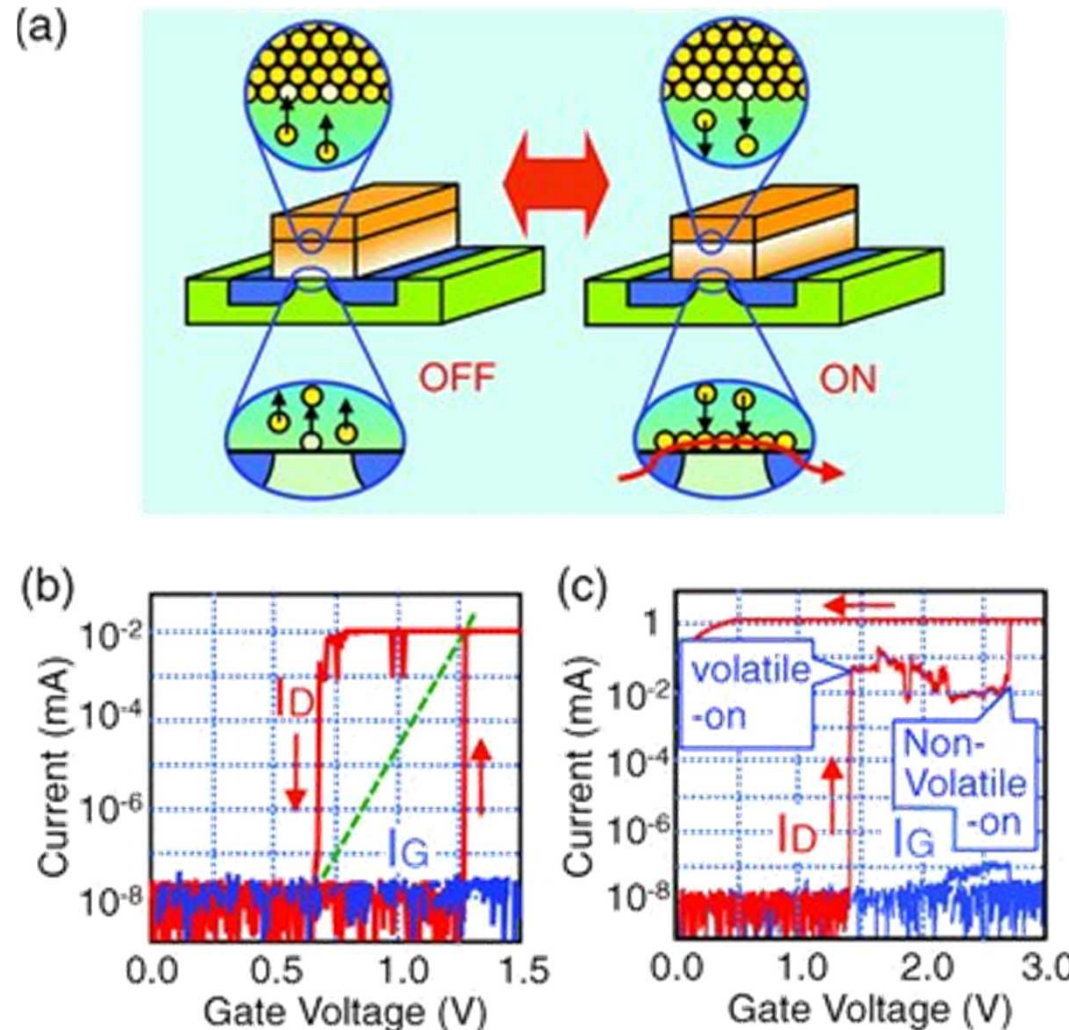 (a)
OFF
ON
(b)
10-2
10-4
10-6
10-8
Current (mA)
ID
IG
0.0 0.5 1.0 1.5
Gate Voltage (V)
(c)
1
10-2
10-4
10-6
10-8
Current (mA)
volatile
-on
Non-
Volatile
-on
ID
IG
0.0 1.0 2.0 3.0
Gate Voltage (V)